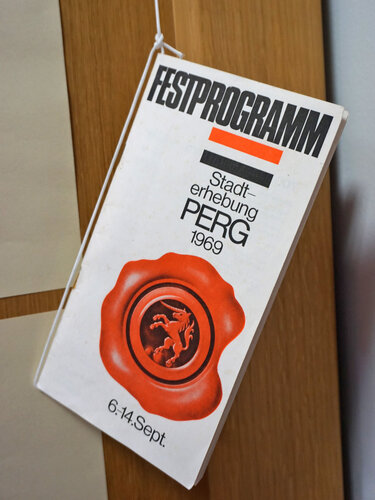 FESTPROGRAMM
Stadt-
erhebung
PERG
1969
6.-14.Sept.